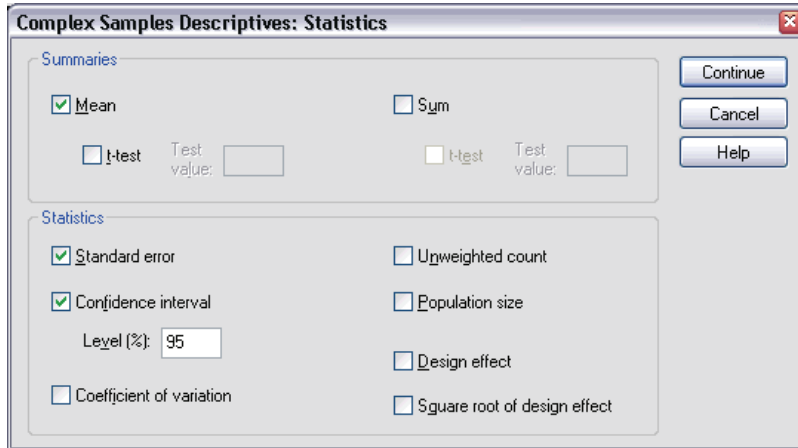 Complex Samples Descriptives: Statistics
Summaries
Mean
Sum
t-test
Test value:
t-test
Test value:
Statistics
Standard error
Unweighted count
Confidence interval
Population size
Level (%): 95
Design effect
Coefficient of variation
Square root of design effect
Continue
Cancel
Help